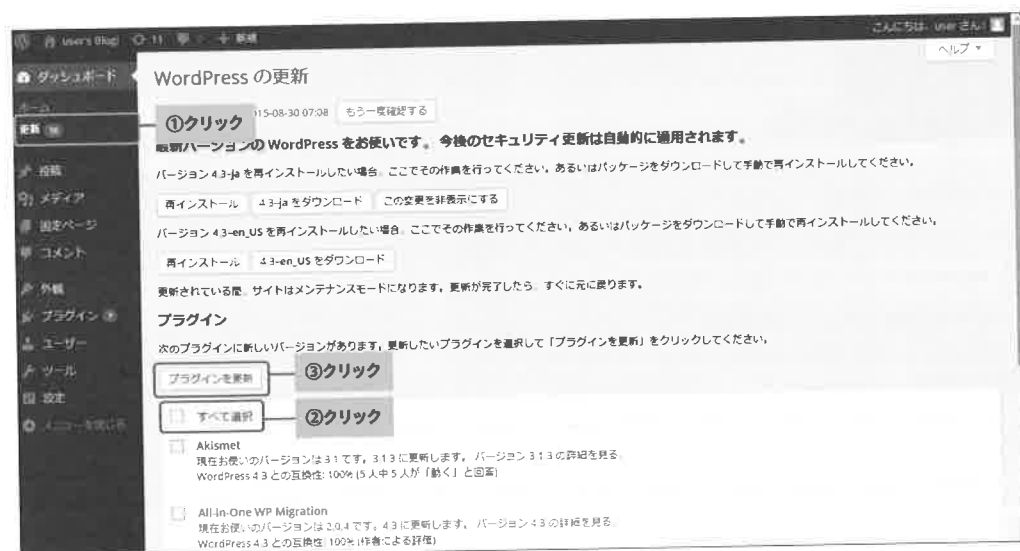 user's Blog! 11 新規 こんにちは、user さん!
ヘルプ
ダッシュボード
ホーム
更新
投稿
メディア
固定ページ
コメント
外観
プラグイン
ユーザー
ツール
設定
メニューを閉じる
WordPress の更新
①クリック 15-08-30 07:08 もう一度確認する
最新バージョンの WordPress をお使いです。今後のセキュリティ更新は自動的に適用されます。
バージョン 4.3-ja を再インストールしたい場合、ここでその作業を行ってください。あるいはパッケージをダウンロードして手動で再インストールしてください。
再インストール 4.3-ja をダウンロード この変更を非表示にする
バージョン 4.3-en_US を再インストールしたい場合、ここでその作業を行ってください。あるいはパッケージをダウンロードして手動で再インストールしてください。
再インストール 4.3-en_US をダウンロード
更新されている間、サイトはメンテナンスモードになります。更新が完了したら、すぐに元に戻ります。
プラグイン
次のプラグインに新しいバージョンがあります。更新したいプラグインを選択して「プラグインを更新」をクリックしてください。
プラグインを更新 ③クリック
すべて選択 ②クリック
Akismet
現在お使いのバージョンは 3.1 です。3.1.3 に更新します。 バージョン 3.1.3 の詳細を見る。
WordPress 4.3 との互換性: 100% (5 人中 5 人が「動く」と回答)
All-in-One WP Migration
現在お使いのバージョンは 2.0.4 です。4.3 に更新します。 バージョン 4.3 の詳細を見る。
WordPress 4.3 との互換性: 100% (作者による評価)